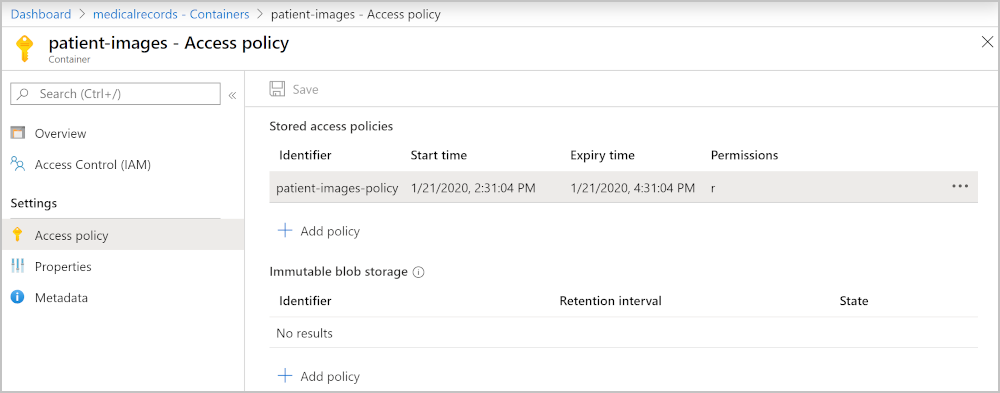 Dashboard > medicalrecords - Containers > patient-images - Access policy
patient-images - Access policy
Container
Search (Ctrl+/)
Overview
Access Control (IAM)
Settings
Access policy
Properties
Metadata
Save
Stored access policies
Identifier Start time Expiry time Permissions
patient-images-policy 1/21/2020, 2:31:04 PM 1/21/2020, 4:31:04 PM r
Add policy
Immutable blob storage
Identifier Retention interval State
No results
Add policy